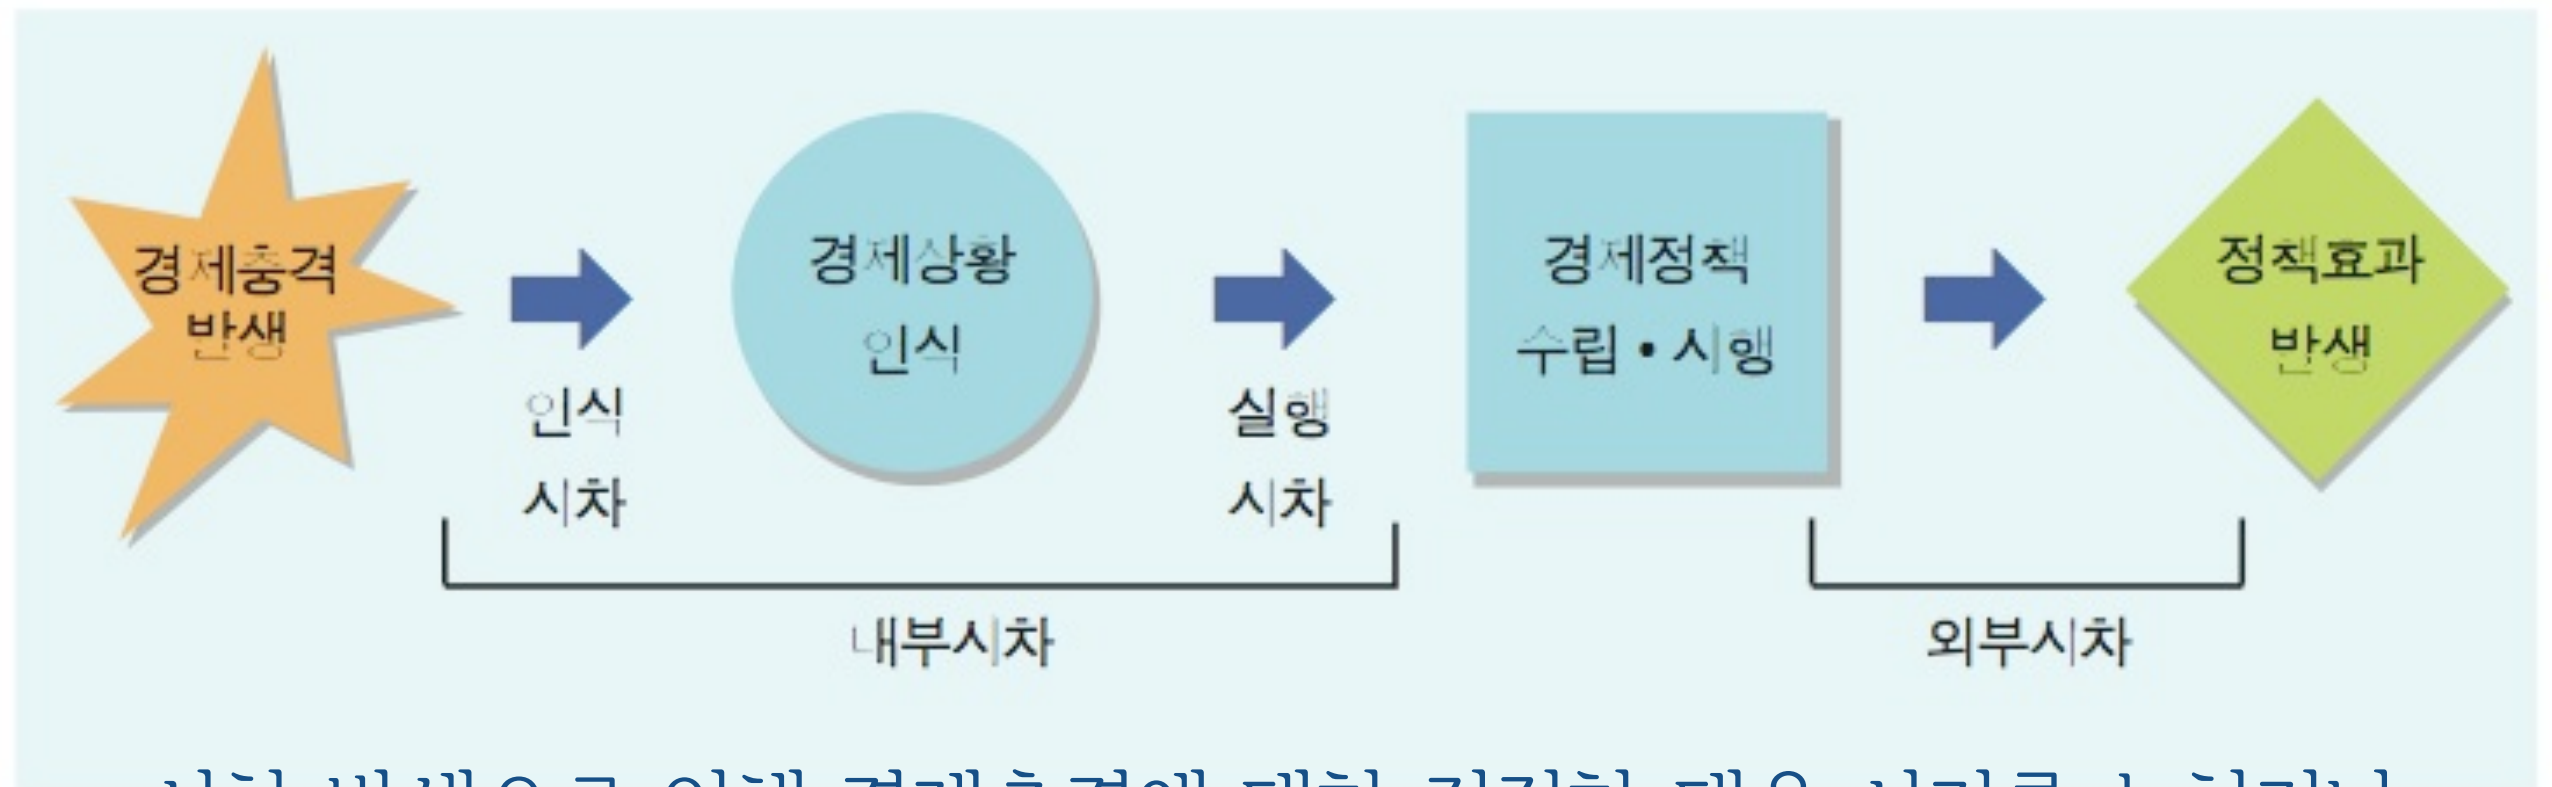 경제충격
발생
인식
시차
경제상황
인식
실행
시차
경제정책
수립 • 시행
정책효과
발생
내부시차
외부시차